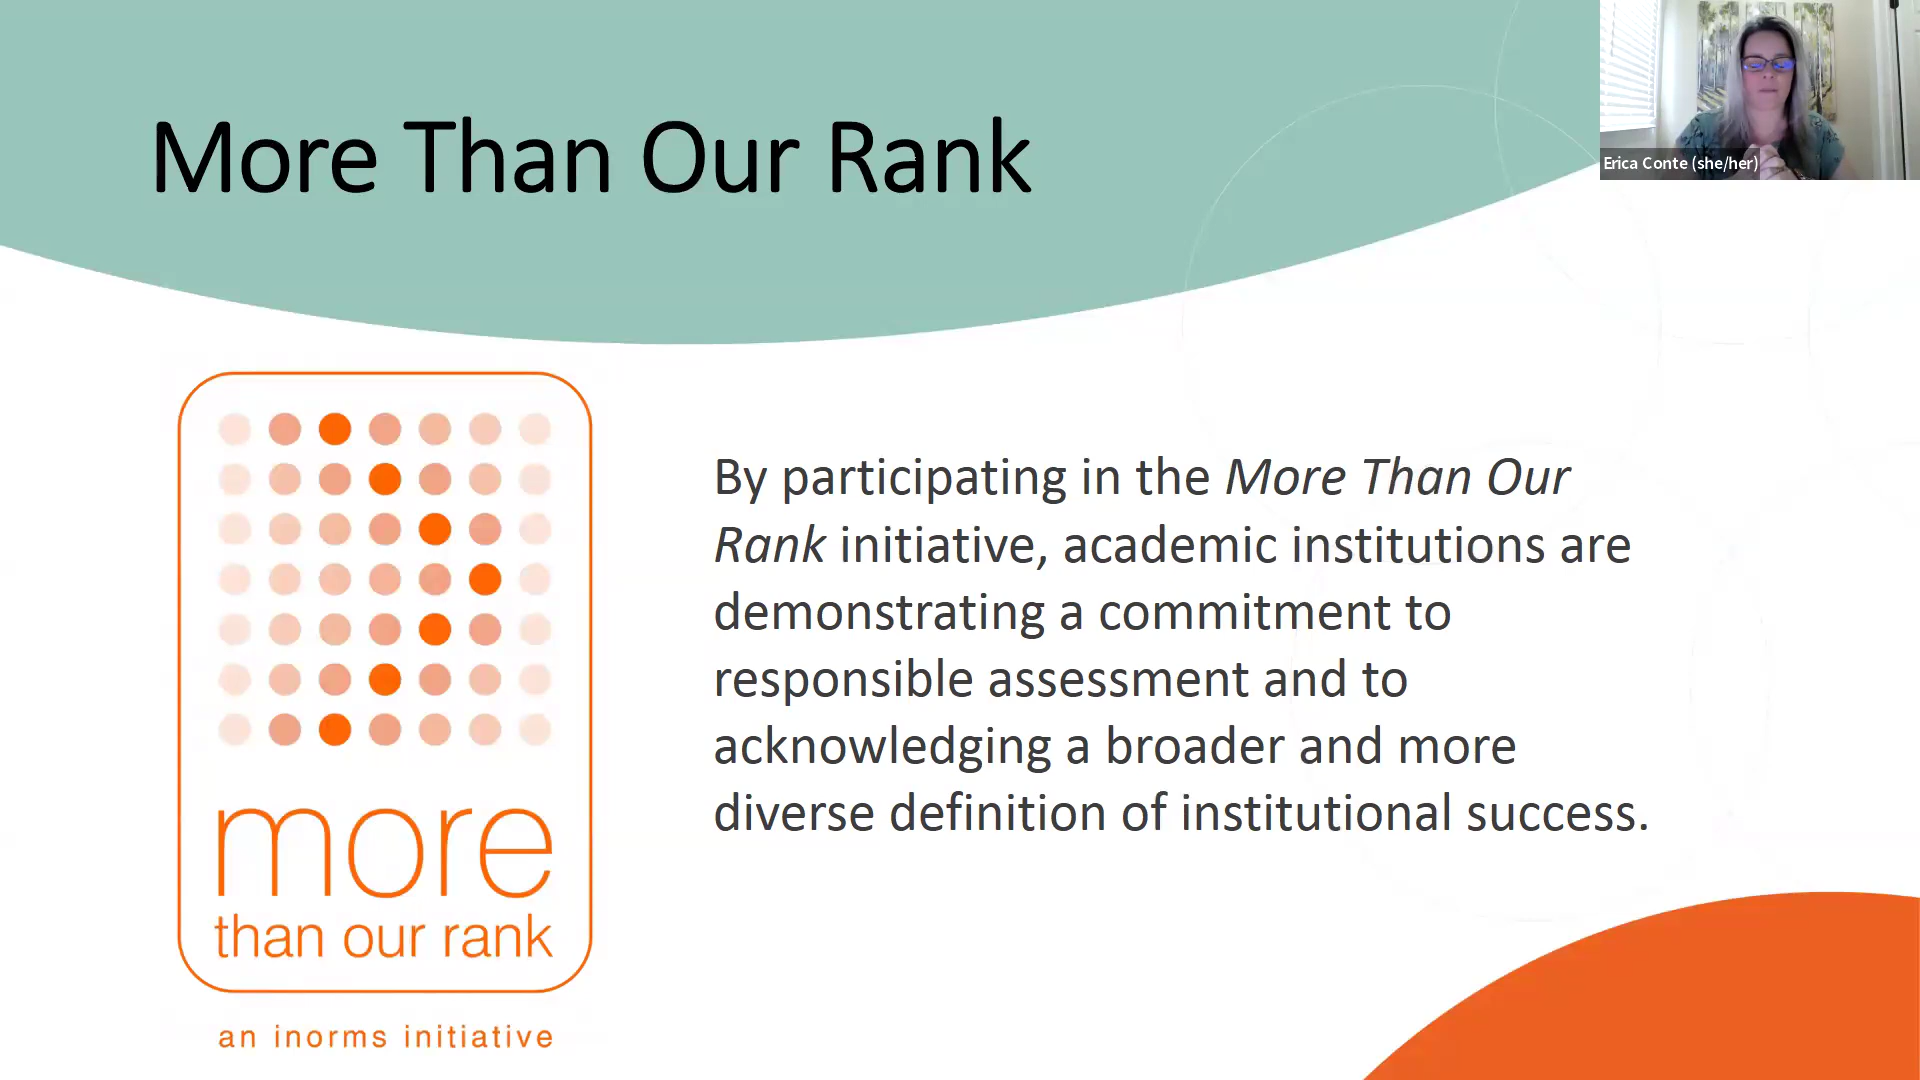 More Than Our Rank
Erica Conte (she/her)
By participating in the More Than Our
Rank initiative, academic institutions are
demonstrating a commitment to
responsible assessment and to
acknowledging a broader and more
diverse definition of institutional success.
more
than our rank
an inorms initiative